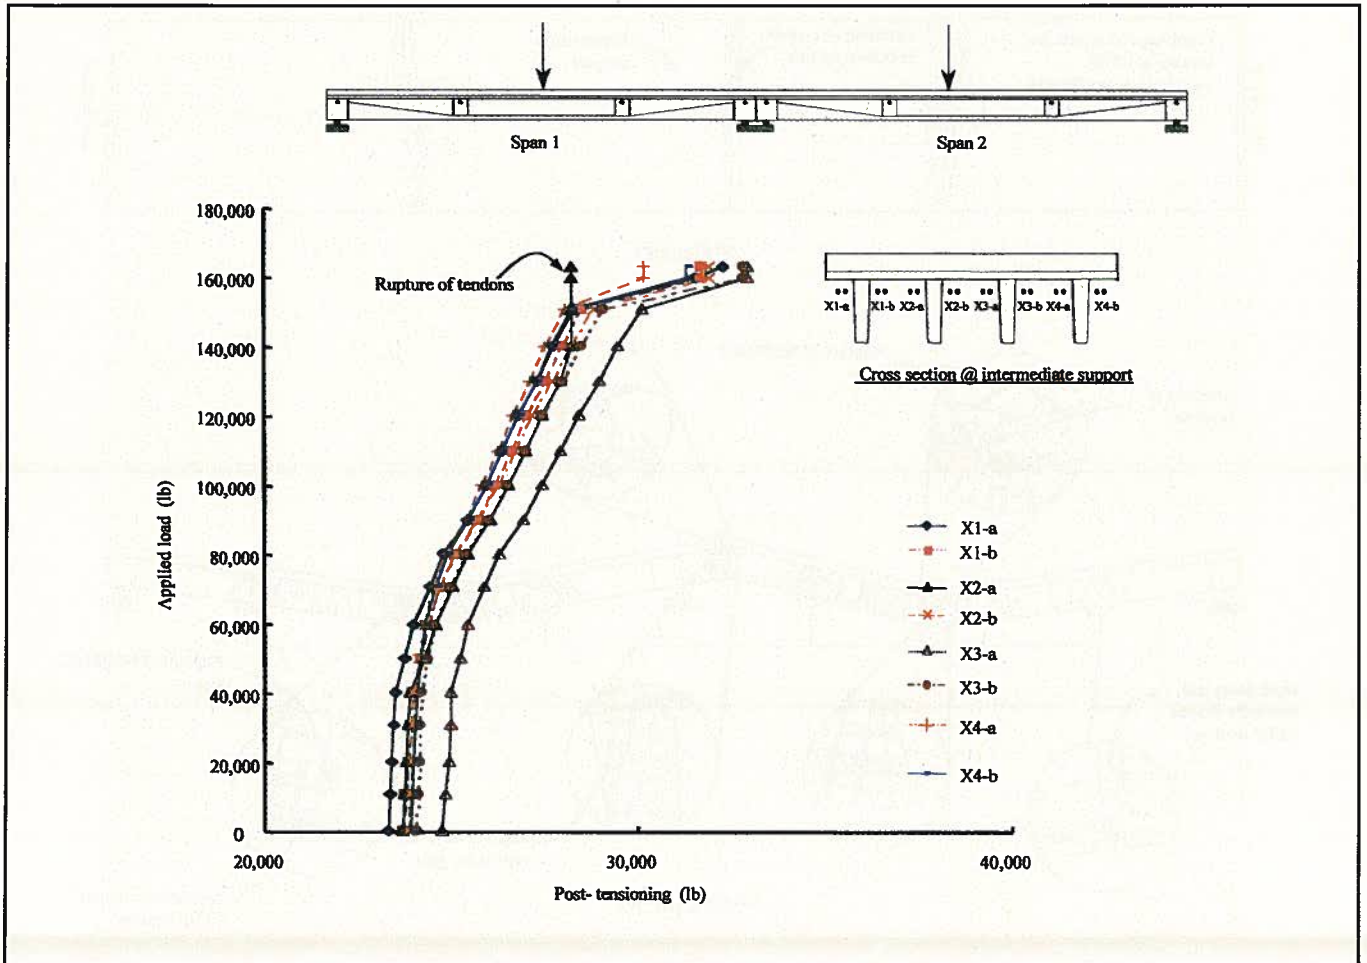 Span 1
Span 2
180,000
160,000
140,000
120,000
100,000
80,000
60,000
40,000
20,000
0
Applied load (lb)
Rupture of tendons
X1-a X1-b X2-a X2-b X3-a X3-b X4-a X4-b
Cross section @ intermediate support
X1-a
X1-b
X2-a
X2-b
X3-a
X3-b
X4-a
X4-b
20,000
30,000
40,000
Post- tensioning (lb)